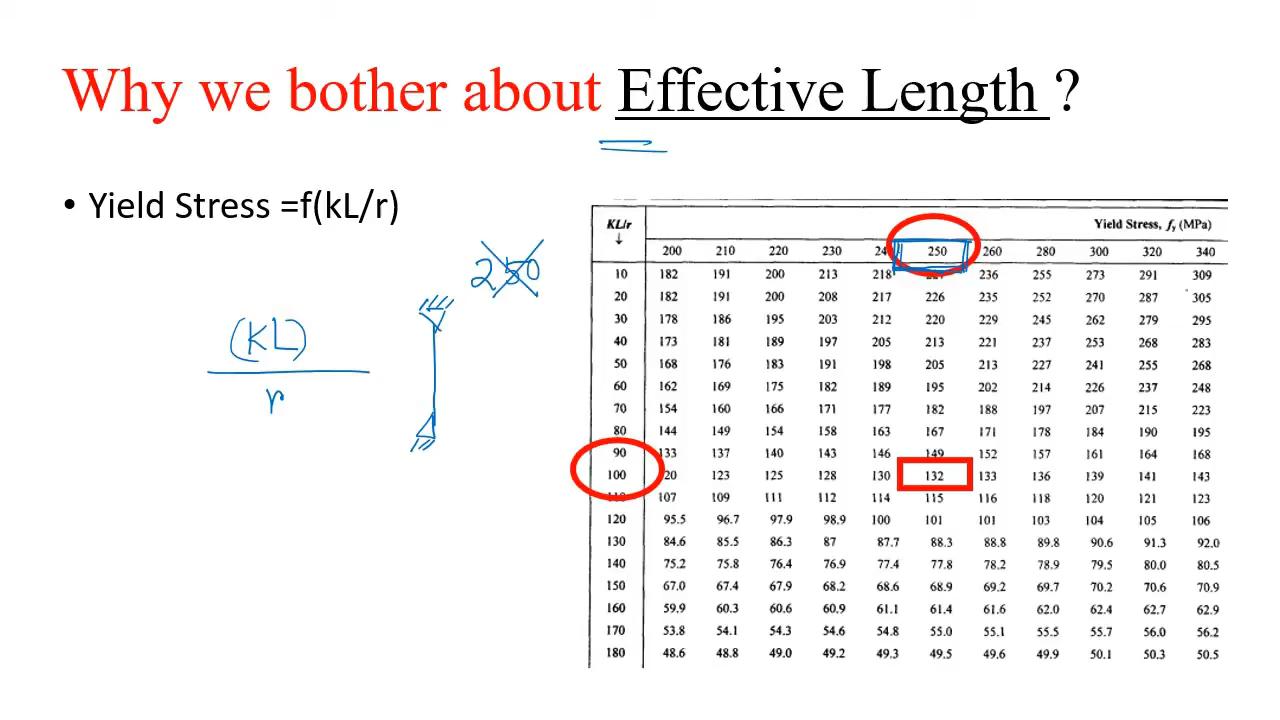 Why we bother about Effective Length ?
• Yield Stress =f(kL/r)
250
(KL)
r
KL/r Yield Stress, fy (MPa)
↓
200 210 220 230 24 250 260 280 300 320 340
10 182 191 200 213 218 236 255 273 291 309
20 182 191 200 208 217 226 235 252 270 287 305
30 178 186 195 203 212 220 229 245 262 279 295
40 173 181 189 197 205 213 221 237 253 268 283
50 168 176 183 191 198 205 213 227 241 255 268
60 162 169 175 182 189 195 202 214 226 237 248
70 154 160 166 171 177 182 188 197 207 215 223
80 144 149 154 158 163 167 171 178 184 190 195
90 133 137 140 143 146 149 152 157 161 164 168
100 20 123 125 128 130 132 133 136 139 141 143
110 107 109 111 112 114 115 116 118 120 121 123
120 95.5 96.7 97.9 98.9 100 101 101 103 104 105 106
130 84.6 85.5 86.3 87 87.7 88.3 88.8 89.8 90.6 91.3 92.0
140 75.2 75.8 76.4 76.9 77.4 77.8 78.2 78.9 79.5 80.0 80.5
150 67.0 67.4 67.9 68.2 68.6 68.9 69.2 69.7 70.2 70.6 70.9
160 59.9 60.3 60.6 60.9 61.1 61.4 61.6 62.0 62.4 62.7 62.9
170 53.8 54.1 54.3 54.6 54.8 55.0 55.1 55.5 55.7 56.0 56.2
180 48.6 48.8 49.0 49.2 49.3 49.5 49.6 49.9 50.1 50.3 50.5